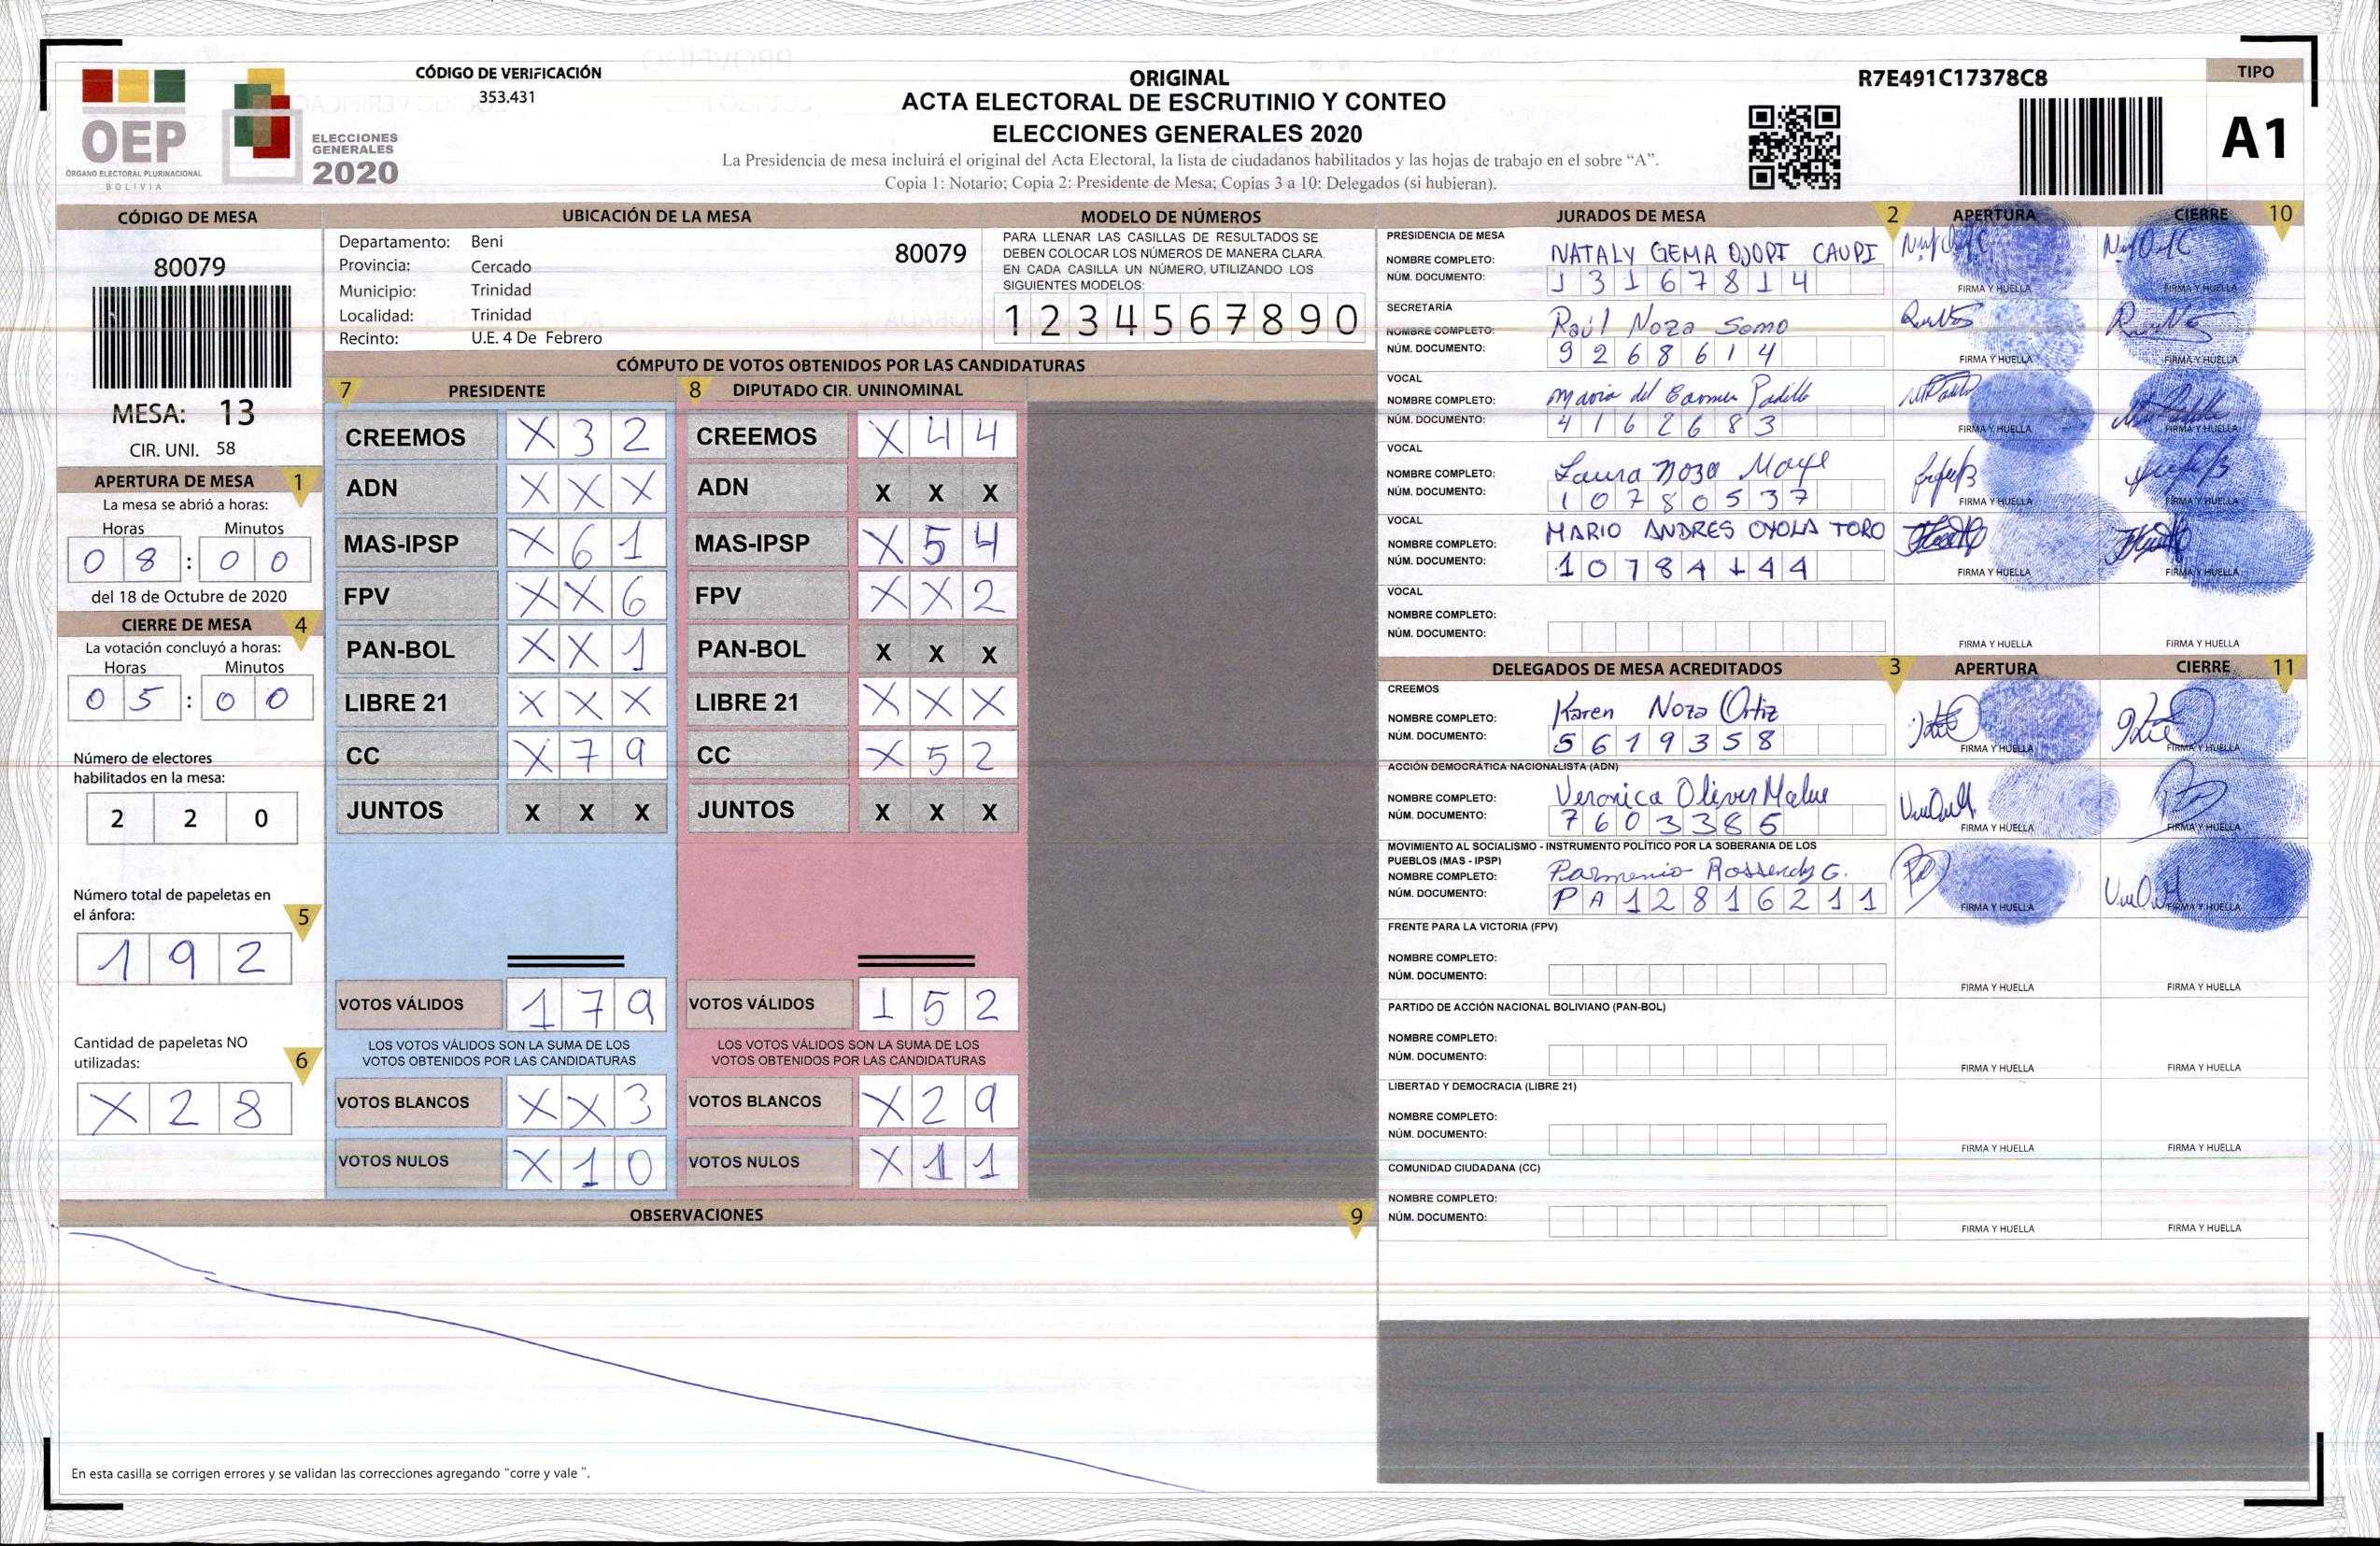 OEP
ÓRGANO ELECTORAL PLURINACIONAL
BOLIVIA
ELECCIONES
GENERALES
2020
CÓDIGO DE VERIFICACIÓN
353.431
ORIGINAL
ACTA ELECTORAL DE ESCRUTINIO Y CONTEO
ELECCIONES GENERALES 2020
La Presidencia de mesa incluirá el original del Acta Electoral, la lista de ciudadanos habilitados y las hojas de trabajo en el sobre “A”.
Copia 1: Notario; Copia 2: Presidente de Mesa; Copias 3 a 10: Delegados (si hubieran).
R7E491C17378C8
TIPO
A1
CÓDIGO DE MESA
80079
MESA: 13
CIR. UNI. 58
APERTURA DE MESA 1
La mesa se abrió a horas:
Horas Minutos
0 8 : 0 0
del 18 de Octubre de 2020
CIERRE DE MESA 4
La votación concluyó a horas:
Horas Minutos
0 5 : 0 0
Número de electores
habilitados en la mesa:
2 2 0
Número total de papeletas en
el ánfora: 5
1 9 2
Cantidad de papeletas NO
utilizadas: 6
X 2 8
UBICACIÓN DE LA MESA
Departamento: Beni 80079
Provincia: Cercado
Municipio: Trinidad
Localidad: Trinidad
Recinto: U.E. 4 De Febrero
MODELO DE NÚMEROS
PARA LLENAR LAS CASILLAS DE RESULTADOS SE
DEBEN COLOCAR LOS NÚMEROS DE MANERA CLARA.
EN CADA CASILLA UN NÚMERO, UTILIZANDO LOS
SIGUIENTES MODELOS:
1 2 3 4 5 6 7 8 9 0
CÓMPUTO DE VOTOS OBTENIDOS POR LAS CANDIDATURAS
7 PRESIDENTE 8 DIPUTADO CIR. UNINOMINAL
CREEMOS X 3 2 CREEMOS X 4 4
ADN X X X ADN X X X
MAS-IPSP X 6 1 MAS-IPSP X 5 4
FPV X X 6 FPV X X 2
PAN-BOL X X 1 PAN-BOL X X X
LIBRE 21 X X X LIBRE 21 X X X
CC X 7 9 CC X 5 2
JUNTOS X X X JUNTOS X X X
VOTOS VÁLIDOS 1 7 9 VOTOS VÁLIDOS 1 5 2
LOS VOTOS VÁLIDOS SON LA SUMA DE LOS LOS VOTOS VÁLIDOS SON LA SUMA DE LOS
VOTOS OBTENIDOS POR LAS CANDIDATURAS VOTOS OBTENIDOS POR LAS CANDIDATURAS
VOTOS BLANCOS X X 3 VOTOS BLANCOS X 2 9
VOTOS NULOS X 1 0 VOTOS NULOS X 1 1
OBSERVACIONES 9
En esta casilla se corrigen errores y se validan las correcciones agregando “corre y vale ”.
JURADOS DE MESA 2 APERTURA CIERRE 10
PRESIDENCIA DE MESA
NOMBRE COMPLETO: NATALY GEMA OJOPI CAUPI
NÚM. DOCUMENTO: 1 3 1 6 7 8 1 4
FIRMA Y HUELLA FIRMA Y HUELLA
SECRETARÍA
NOMBRE COMPLETO: Raúl Noza Semo
NÚM. DOCUMENTO: 9 2 6 8 6 1 4
FIRMA Y HUELLA FIRMA Y HUELLA
VOCAL
NOMBRE COMPLETO: Maria del Carmen Padilla
NÚM. DOCUMENTO: 4 1 6 2 6 8 3
FIRMA Y HUELLA FIRMA Y HUELLA
VOCAL
NOMBRE COMPLETO: Laura Noza
NÚM. DOCUMENTO: 1 0 7 8 0 5 3 7
FIRMA Y HUELLA FIRMA Y HUELLA
VOCAL
NOMBRE COMPLETO: MARIO ANDRES OYOLA TORO
NÚM. DOCUMENTO: 1 0 7 8 4 1 4 4
FIRMA Y HUELLA FIRMA Y HUELLA
VOCAL
NOMBRE COMPLETO:
NÚM. DOCUMENTO:
FIRMA Y HUELLA FIRMA Y HUELLA
DELEGADOS DE MESA ACREDITADOS 3 APERTURA CIERRE 11
CREEMOS
NOMBRE COMPLETO: Karen Noza Ortiz
NÚM. DOCUMENTO: 5 6 1 9 3 5 8
FIRMA Y HUELLA FIRMA Y HUELLA
ACCIÓN DEMOCRÁTICA NACIONALISTA (ADN)
NOMBRE COMPLETO: Veronica Oliver
NÚM. DOCUMENTO: 7 6 0 3 3 8 5
FIRMA Y HUELLA FIRMA Y HUELLA
MOVIMIENTO AL SOCIALISMO - INSTRUMENTO POLÍTICO POR LA SOBERANIA DE LOS
PUEBLOS (MAS - IPSP)
NOMBRE COMPLETO: Parmenio G.
NÚM. DOCUMENTO: P A 1 2 8 1 6 2 1 1
FIRMA Y HUELLA FIRMA Y HUELLA
FRENTE PARA LA VICTORIA (FPV)
NOMBRE COMPLETO:
NÚM. DOCUMENTO:
FIRMA Y HUELLA FIRMA Y HUELLA
PARTIDO DE ACCIÓN NACIONAL BOLIVIANO (PAN-BOL)
NOMBRE COMPLETO:
NÚM. DOCUMENTO:
FIRMA Y HUELLA FIRMA Y HUELLA
LIBERTAD Y DEMOCRACIA (LIBRE 21)
NOMBRE COMPLETO:
NÚM. DOCUMENTO:
FIRMA Y HUELLA FIRMA Y HUELLA
COMUNIDAD CIUDADANA (CC)
NOMBRE COMPLETO:
NÚM. DOCUMENTO:
FIRMA Y HUELLA FIRMA Y HUELLA